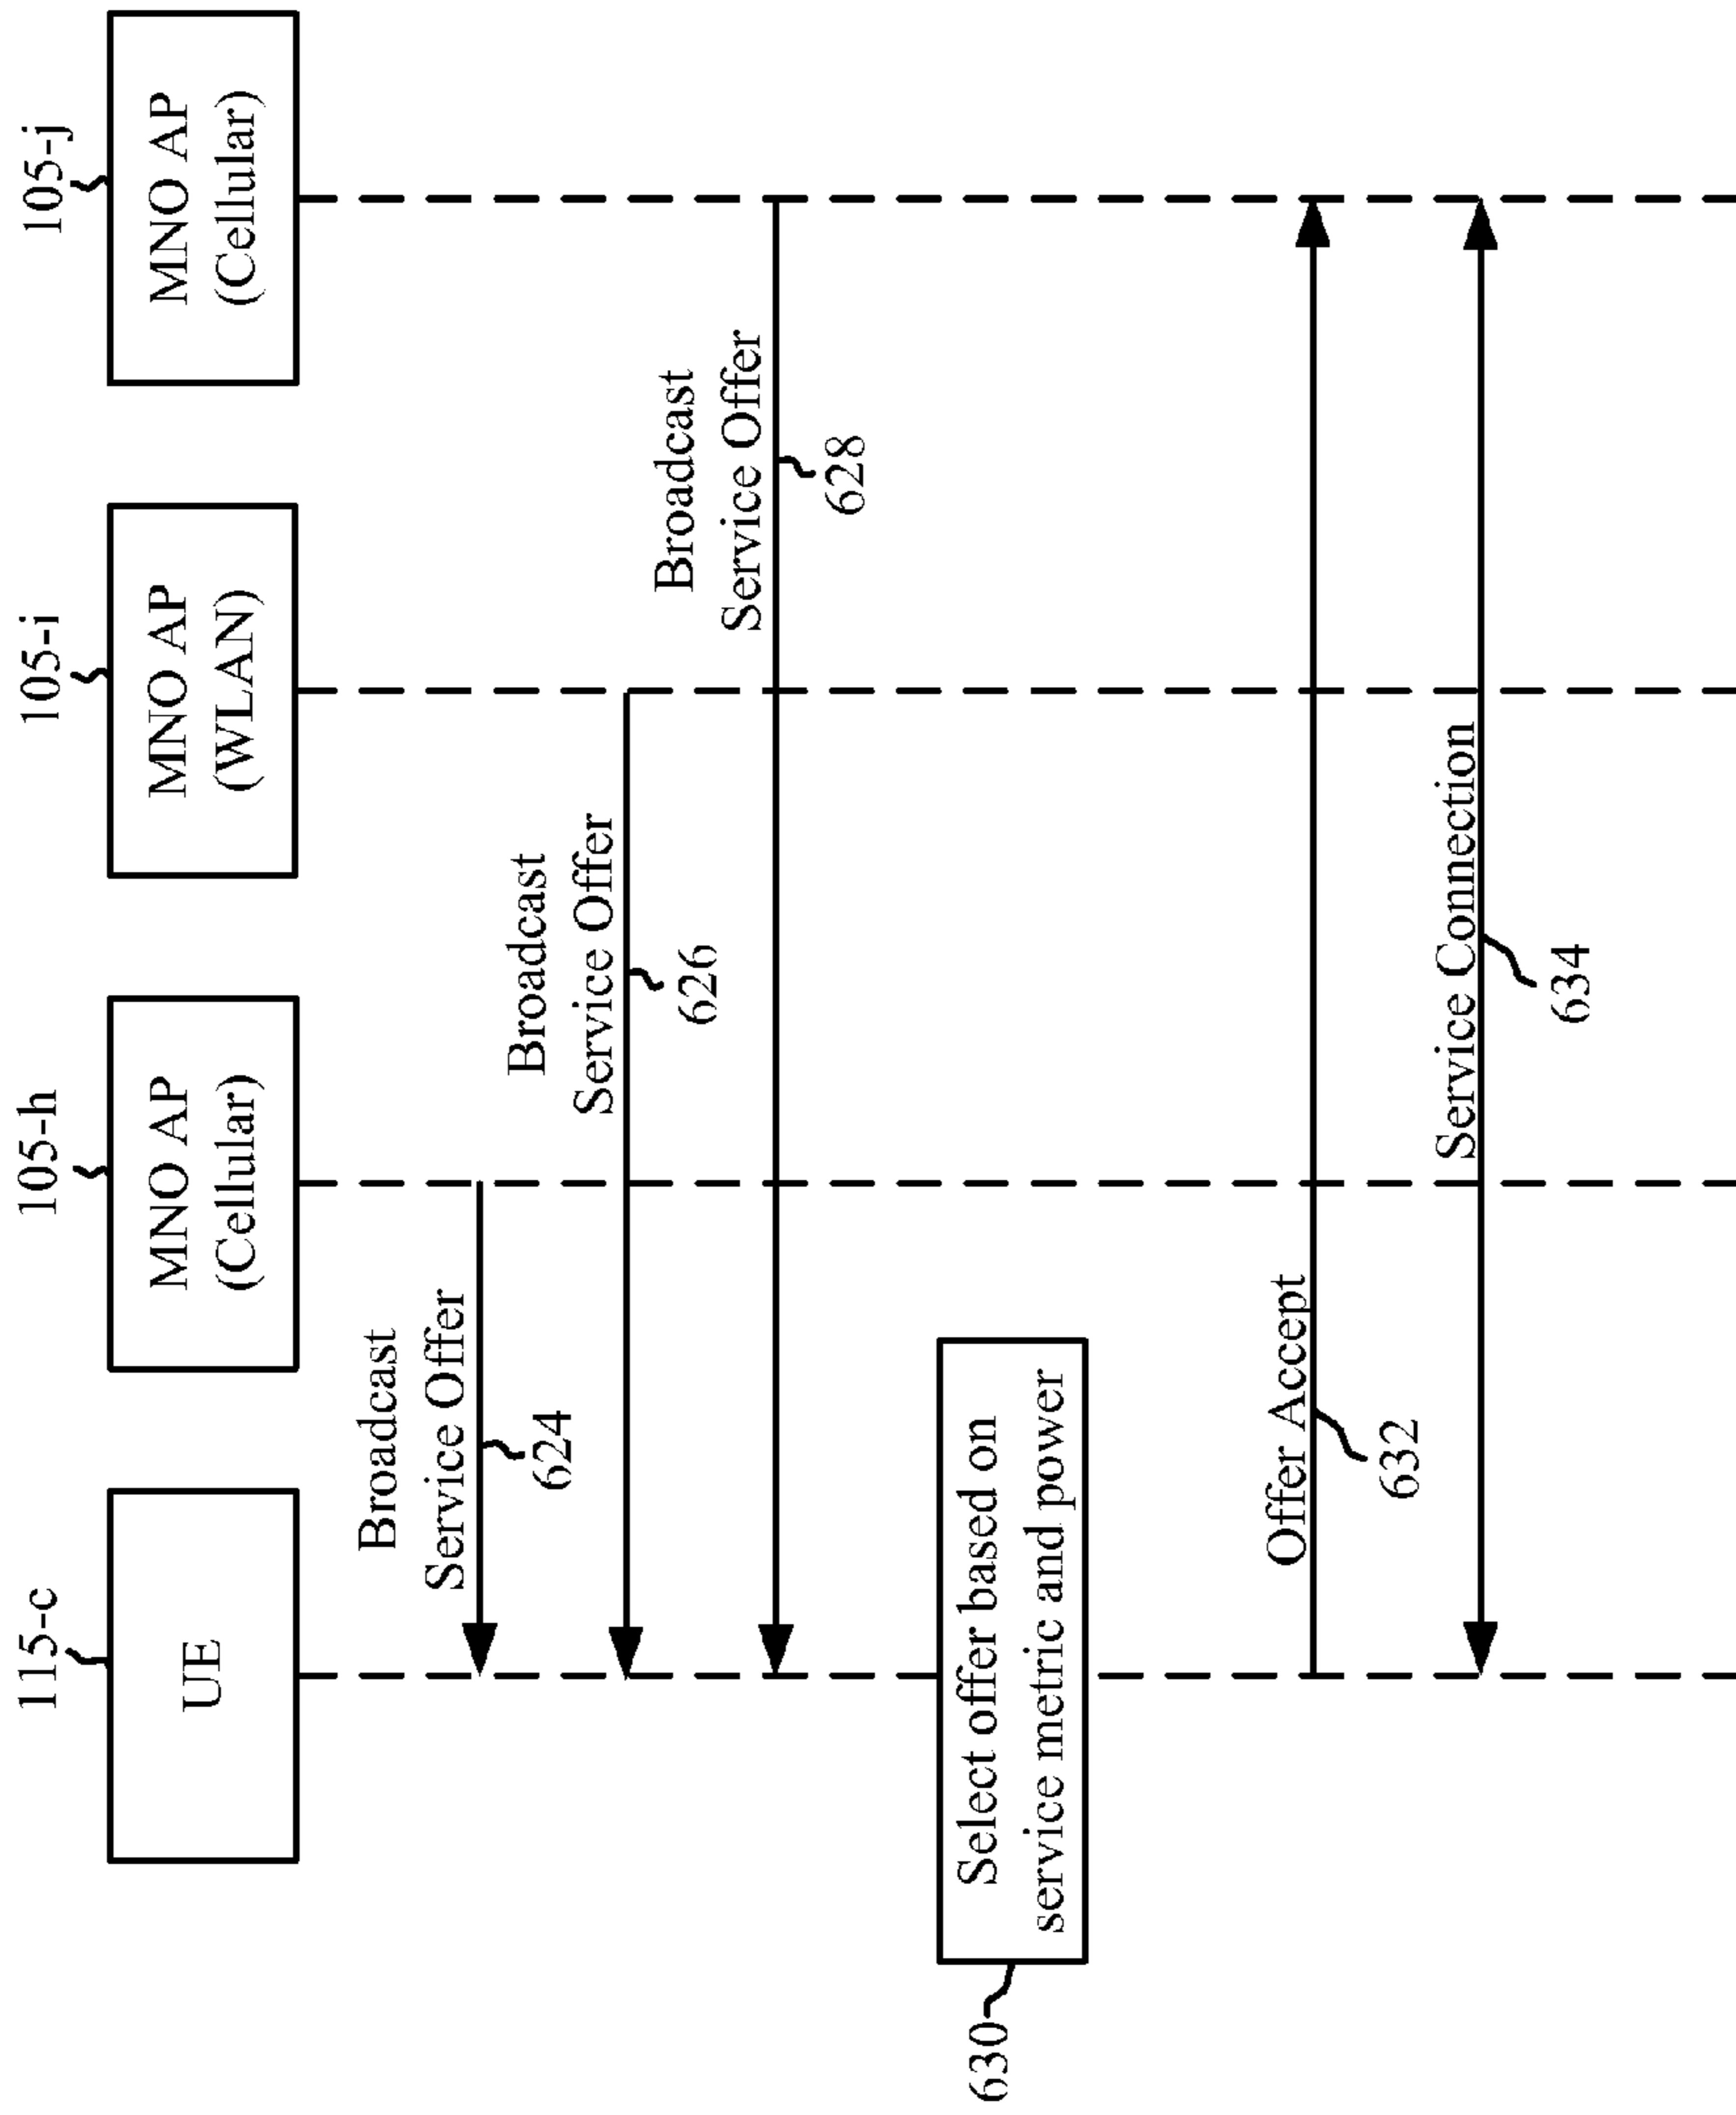 115-c
105-h
105-i
105-j
UE
MNO AP
(Cellular)
MNO AP
(WLAN)
MNO AP
(Cellular)
Broadcast
Service Offer
624
Broadcast
Service Offer
626
Broadcast
Service Offer
628
630
Select offer based on
service metric and power
Offer Accept
632
Service Connection
634